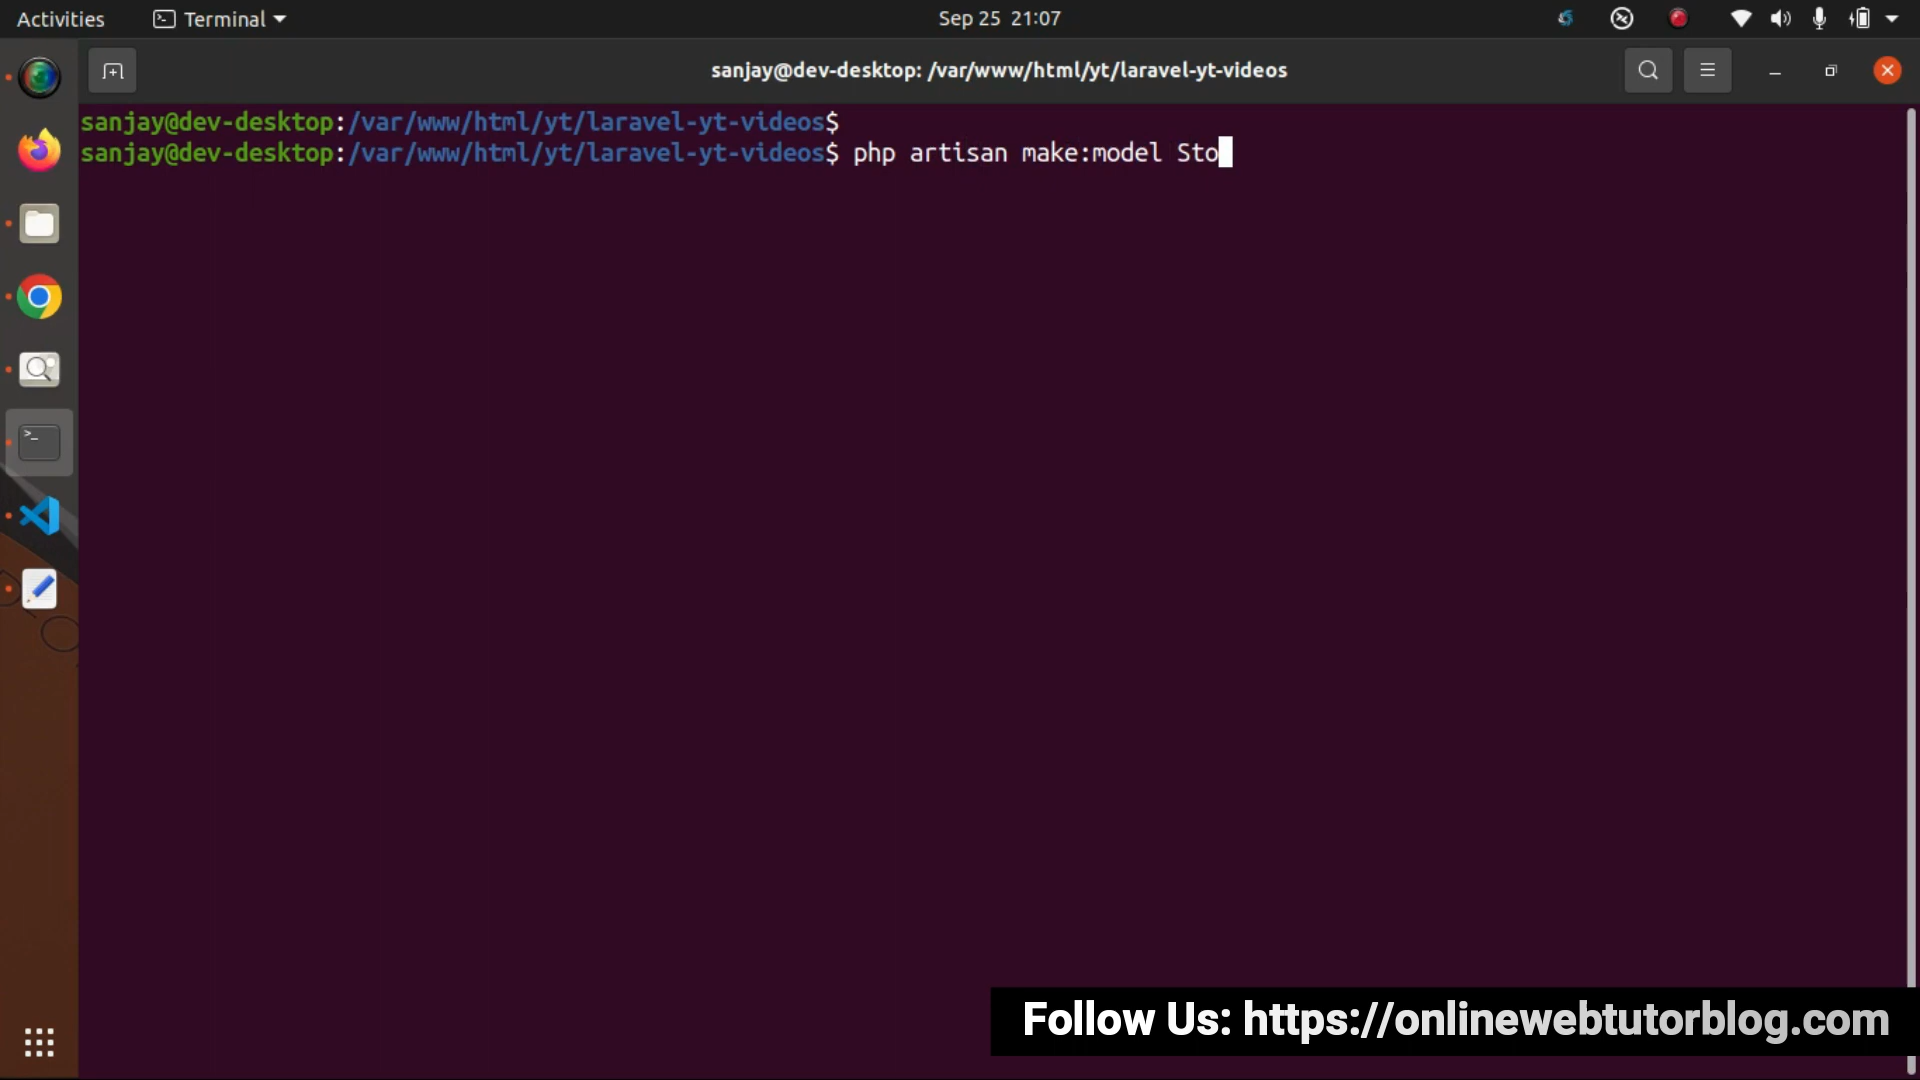 Activities Terminal Sep 25 21:07
sanjay@dev-desktop: /var/www/html/yt/laravel-yt-videos
sanjay@dev-desktop:/var/www/html/yt/laravel-yt-videos$
sanjay@dev-desktop:/var/www/html/yt/laravel-yt-videos$ php artisan make:model Sto
Follow Us: https://onlinewebtutorblog.com